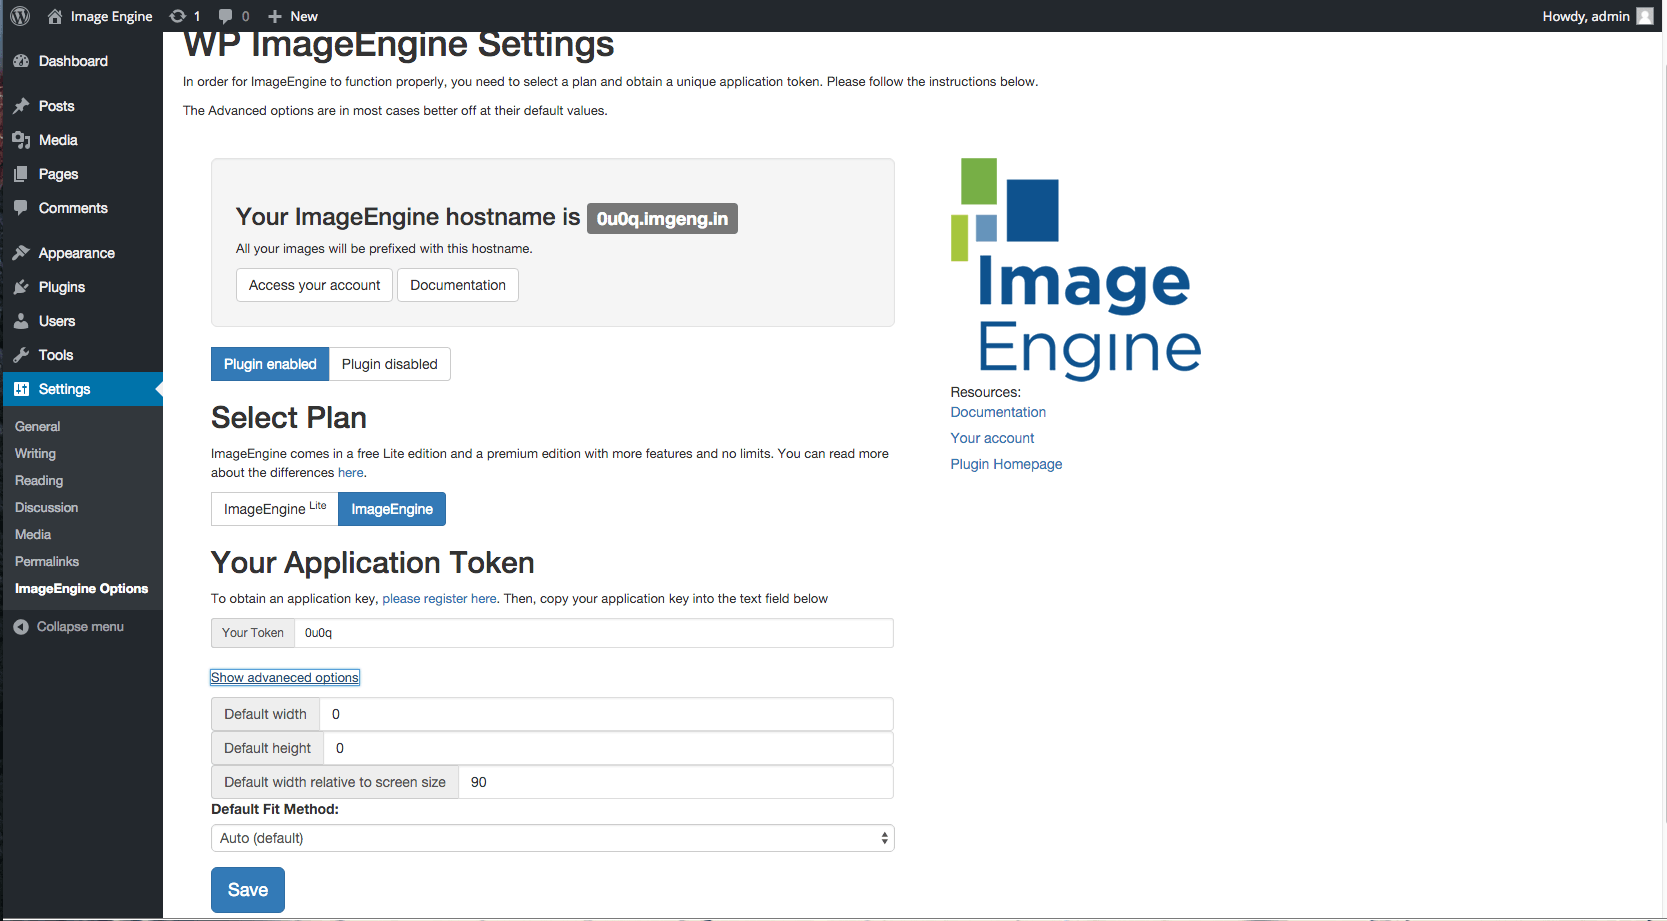 Image Engine 1 0 New Howdy, admin
Dashboard
Posts
Media
Pages
Comments
Appearance
Plugins
Users
Tools
Settings
General
Writing
Reading
Discussion
Media
Permalinks
ImageEngine Options
Collapse menu
WP ImageEngine Settings
In order for ImageEngine to function properly, you need to select a plan and obtain a unique application token. Please follow the instructions below.
The Advanced options are in most cases better off at their default values.
Your ImageEngine hostname is 0u0q.imgeng.in
All your images will be prefixed with this hostname.
Access your account Documentation
Plugin enabled Plugin disabled
Select Plan
ImageEngine comes in a free Lite edition and a premium edition with more features and no limits. You can read more
about the differences here.
ImageEngine Lite ImageEngine
Your Application Token
To obtain an application key, please register here. Then, copy your application key into the text field below
Your Token 0u0q
Show advaneced options
Default width 0
Default height 0
Default width relative to screen size 90
Default Fit Method:
Auto (default)
Save
Image
Engine
Resources:
Documentation
Your account
Plugin Homepage